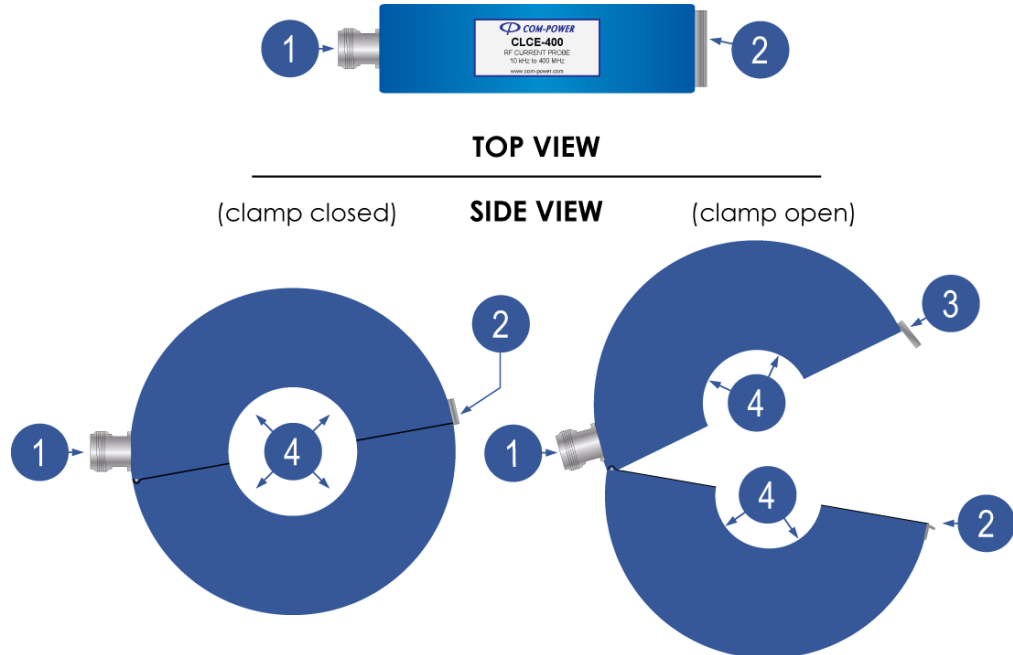 1
COM-POWER
CLCE-400
RF CURRENT PROBE
10 kHz to 400 MHz
www.com-power.com
2
TOP VIEW
(clamp closed) SIDE VIEW (clamp open)
2
3
4
1
4
1
4
2